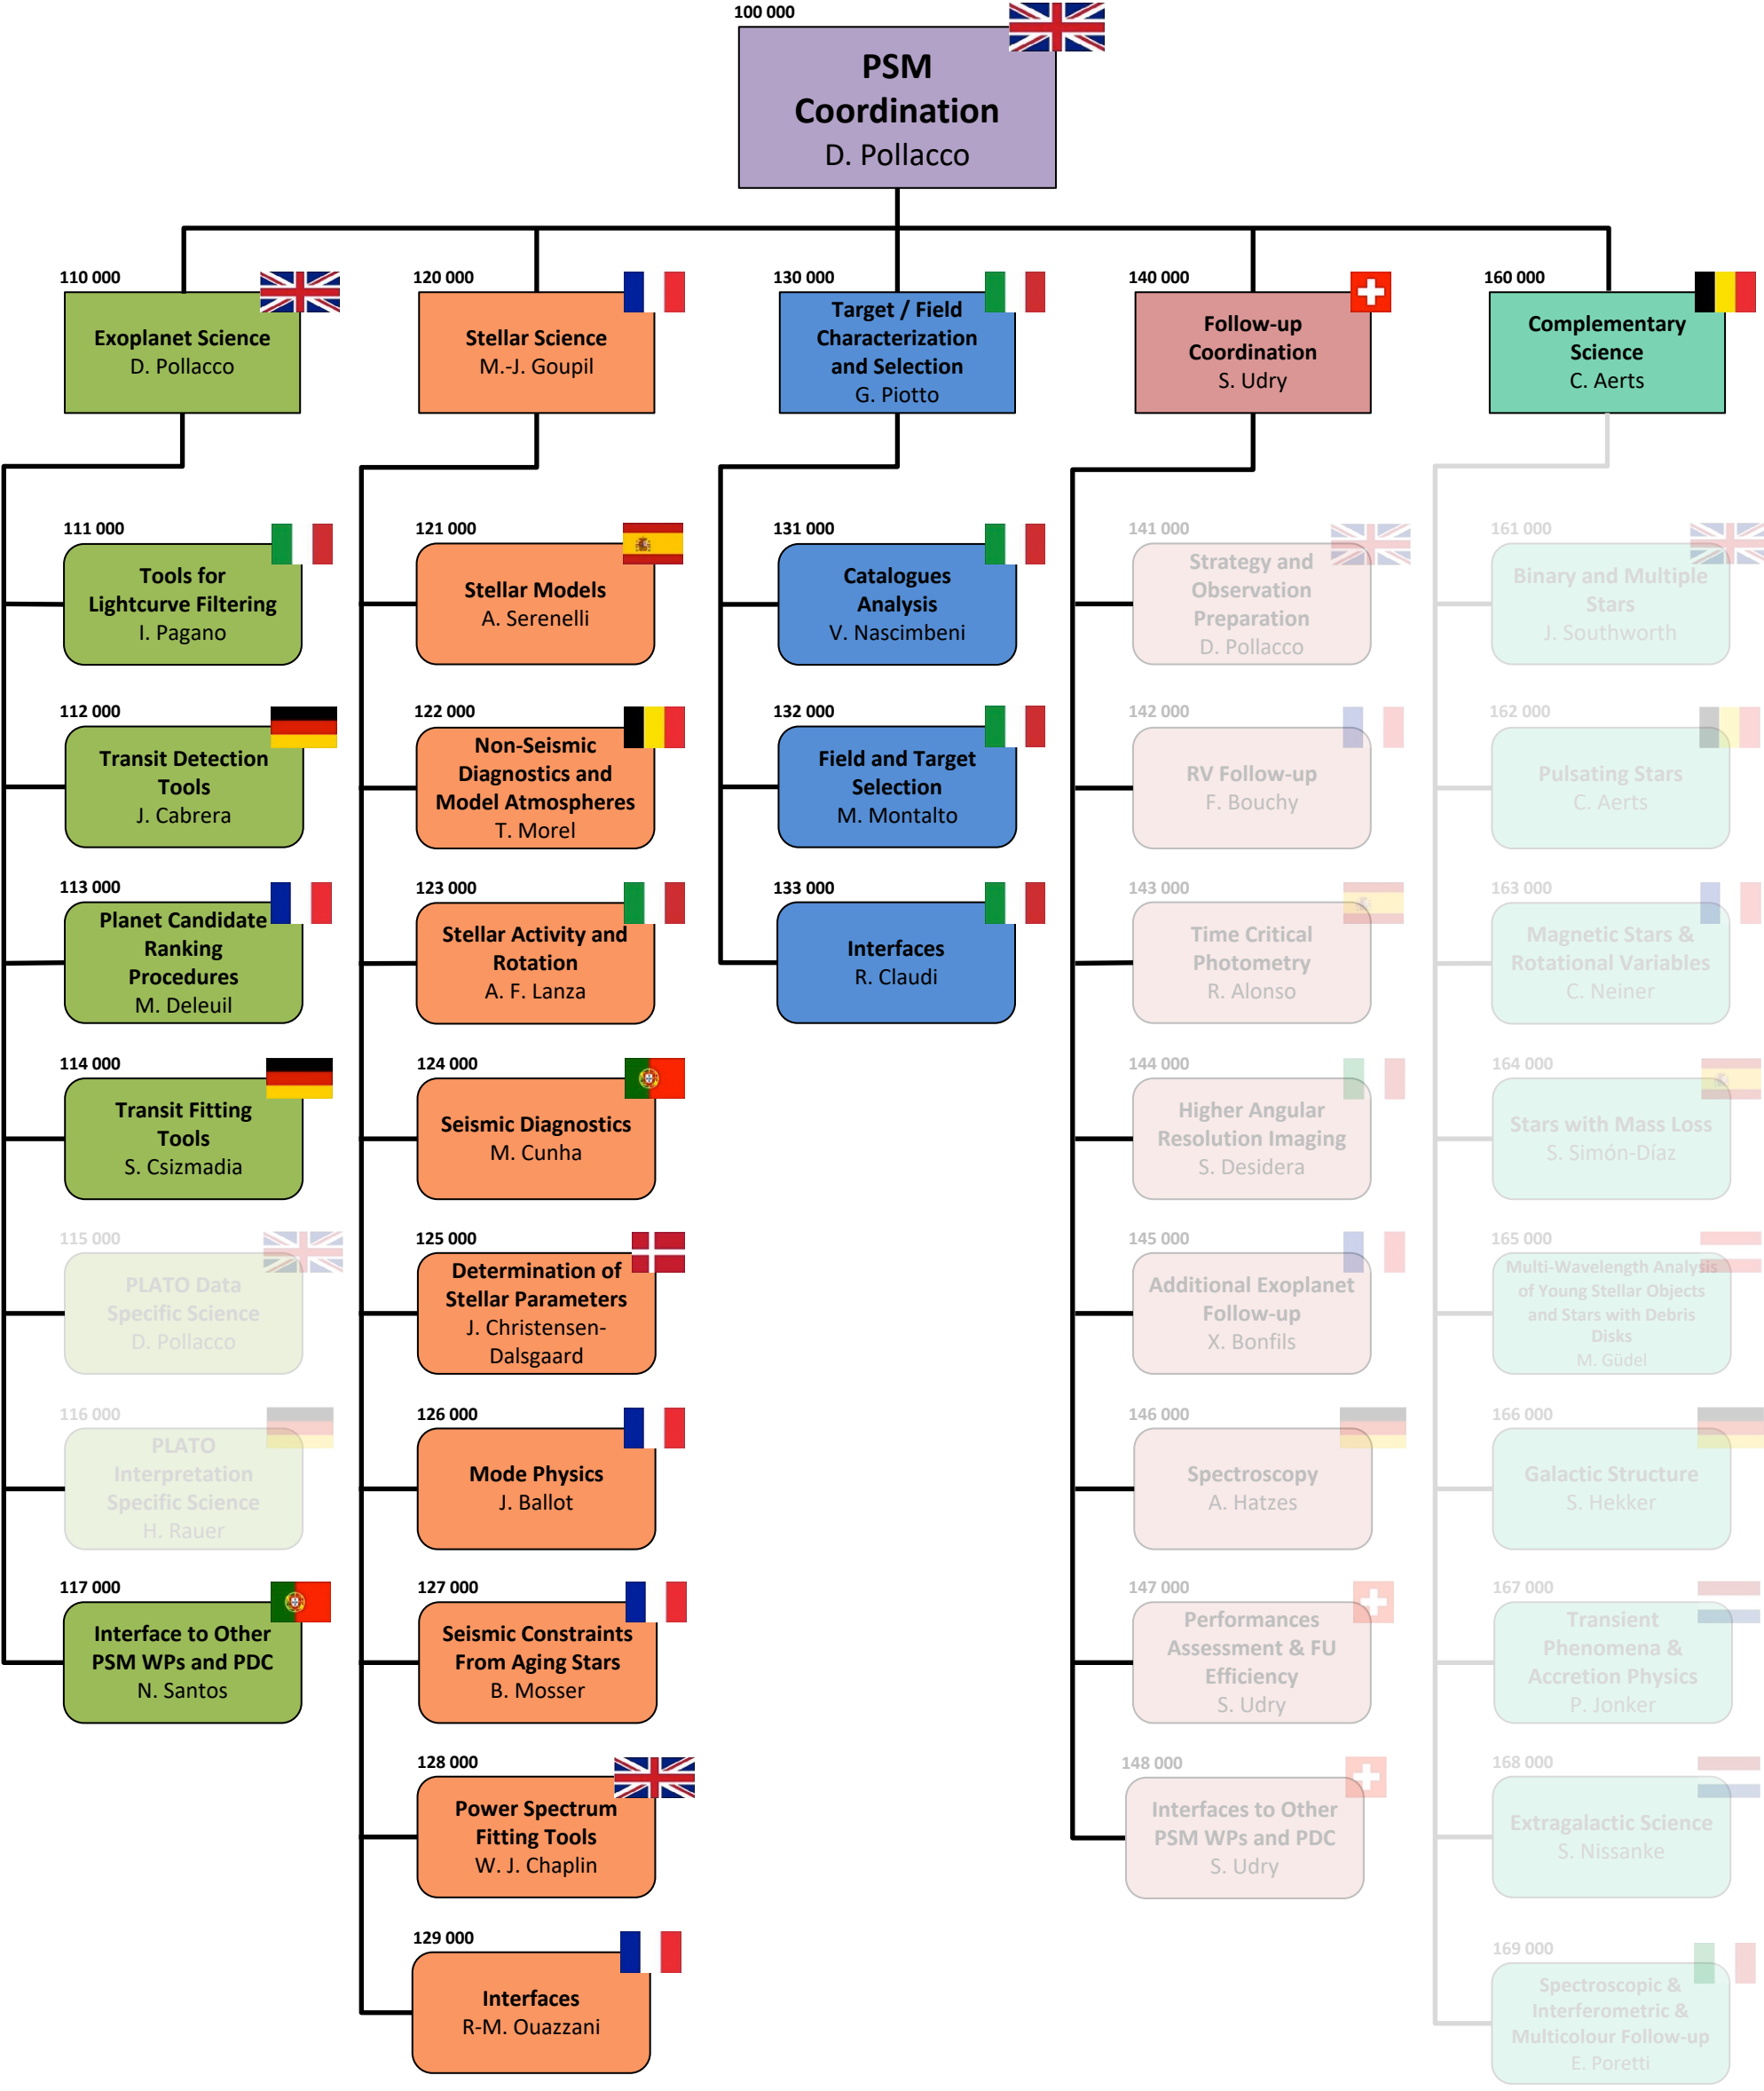 100 000
PSM
Coordination
D. Pollacco
110 000
Exoplanet Science
D. Pollacco
120 000
Stellar Science
M.-J. Goupil
130 000
Target / Field
Characterization
and Selection
G. Piotto
140 000
Follow-up
Coordination
S. Udry
160 000
Complementary
Science
C. Aerts
111 000
Tools for
Lightcurve Filtering
I. Pagano
112 000
Transit Detection
Tools
J. Cabrera
113 000
Planet Candidate
Ranking
Procedures
M. Deleuil
114 000
Transit Fitting
Tools
S. Csizmadia
115 000
PLATO Data
Specific Science
D. Pollacco
116 000
PLATO
Interpretation
Specific Science
H. Rauer
117 000
Interface to Other
PSM WPs and PDC
N. Santos
121 000
Stellar Models
A. Serenelli
122 000
Non-Seismic
Diagnostics and
Model Atmospheres
T. Morel
123 000
Stellar Activity and
Rotation
A. F. Lanza
124 000
Seismic Diagnostics
M. Cunha
125 000
Determination of
Stellar Parameters
J. Christensen-
Dalsgaard
126 000
Mode Physics
J. Ballot
127 000
Seismic Constraints
From Aging Stars
B. Mosser
128 000
Power Spectrum
Fitting Tools
W. J. Chaplin
129 000
Interfaces
R-M. Ouazzani
131 000
Catalogues
Analysis
V. Nascimbeni
132 000
Field and Target
Selection
M. Montalto
133 000
Interfaces
R. Claudi
141 000
Strategy and
Observation
Preparation
D. Pollacco
142 000
RV Follow-up
F. Bouchy
143 000
Time Critical
Photometry
R. Alonso
144 000
Higher Angular
Resolution Imaging
S. Desidera
145 000
Additional Exoplanet
Follow-up
X. Bonfils
146 000
Spectroscopy
A. Hatzes
147 000
Performances
Assessment & FU
Efficiency
S. Udry
148 000
Interfaces to Other
PSM WPs and PDC
S. Udry
161 000
Binary and Multiple
Stars
J. Southworth
162 000
Pulsating Stars
C. Aerts
163 000
Magnetic Stars &
Rotational Variables
C. Neiner
164 000
Stars with Mass Loss
S. Simón-Díaz
165 000
Multi-Wavelength Analysis
of Young Stellar Objects
and Stars with Debris
Disks
M. Güdel
166 000
Galactic Structure
S. Hekker
167 000
Transient
Phenomena &
Accretion Physics
P. Jonker
168 000
Extragalactic Science
S. Nissanke
169 000
Spectroscopic &
Interferometric &
Multicolour Follow-up
E. Poretti